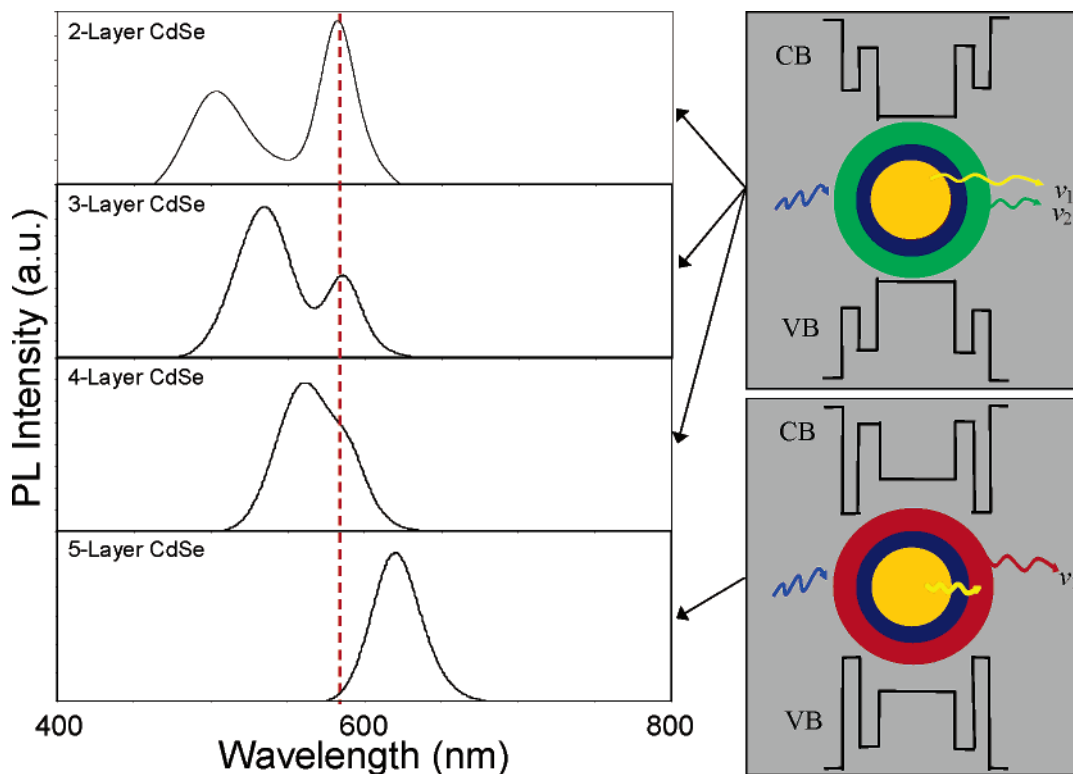 2-Layer CdSe
3-Layer CdSe
4-Layer CdSe
5-Layer CdSe
PL Intensity (a.u.)
400
600
800
Wavelength (nm)
CB
v1
v2
VB
CB
v
VB